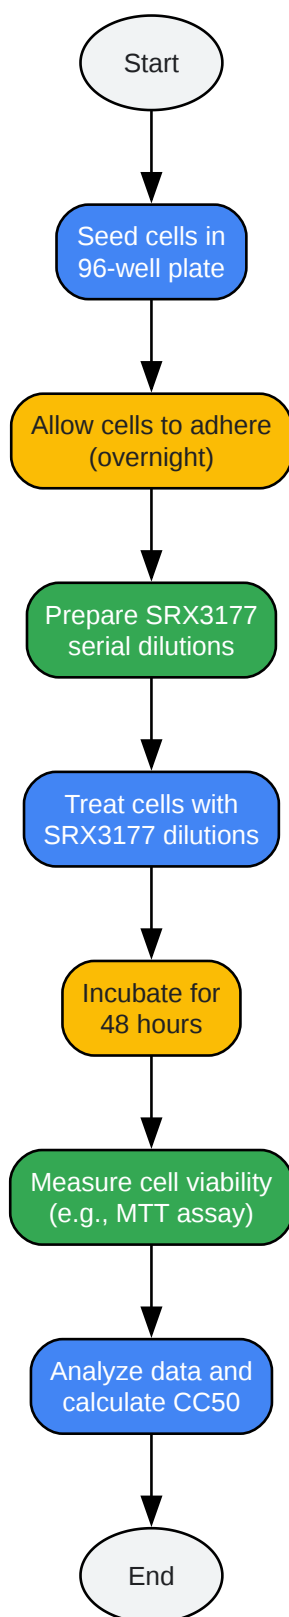 Start
Seed cells in
96-well plate
Allow cells to adhere
(overnight)
Prepare SRX3177
serial dilutions
Treat cells with
SRX3177 dilutions
Incubate for
48 hours
Measure cell viability
(e.g., MTT assay)
Analyze data and
calculate CC50
End